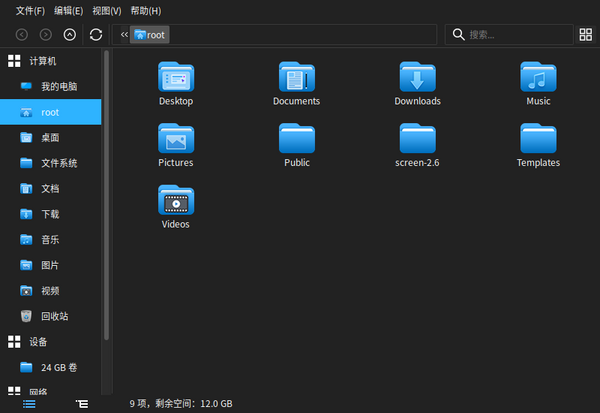 文件(F) 编辑(E) 视图(V) 帮助(H)
root 搜索...
计算机
我的电脑
root
桌面
文件系统
文档
下载
音乐
图片
视频
回收站
设备
24 GB 卷
网络
Desktop Documents Downloads Music
Pictures Public screen-2.6 Templates
Videos
9 项，剩余空间：12.0 GB